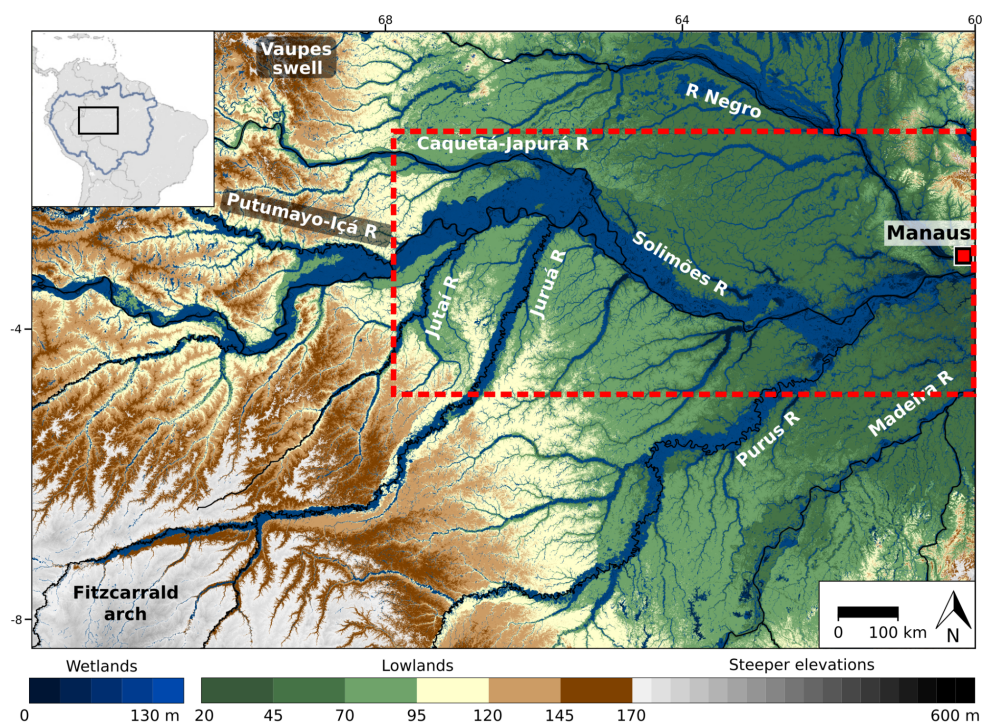 68 64 60
Vaupes
swell
R Negro
Caquetá-Japurá R
Putumayo-Içá R
Manaus
Solimões R
Jutaí R
Juruá R
-4
Madeira R
Purus R
Fitzcarrald
arch
-8
0 100 km
N
Wetlands Lowlands Steeper elevations
0 130 m 20 45 70 95 120 145 170 600 m